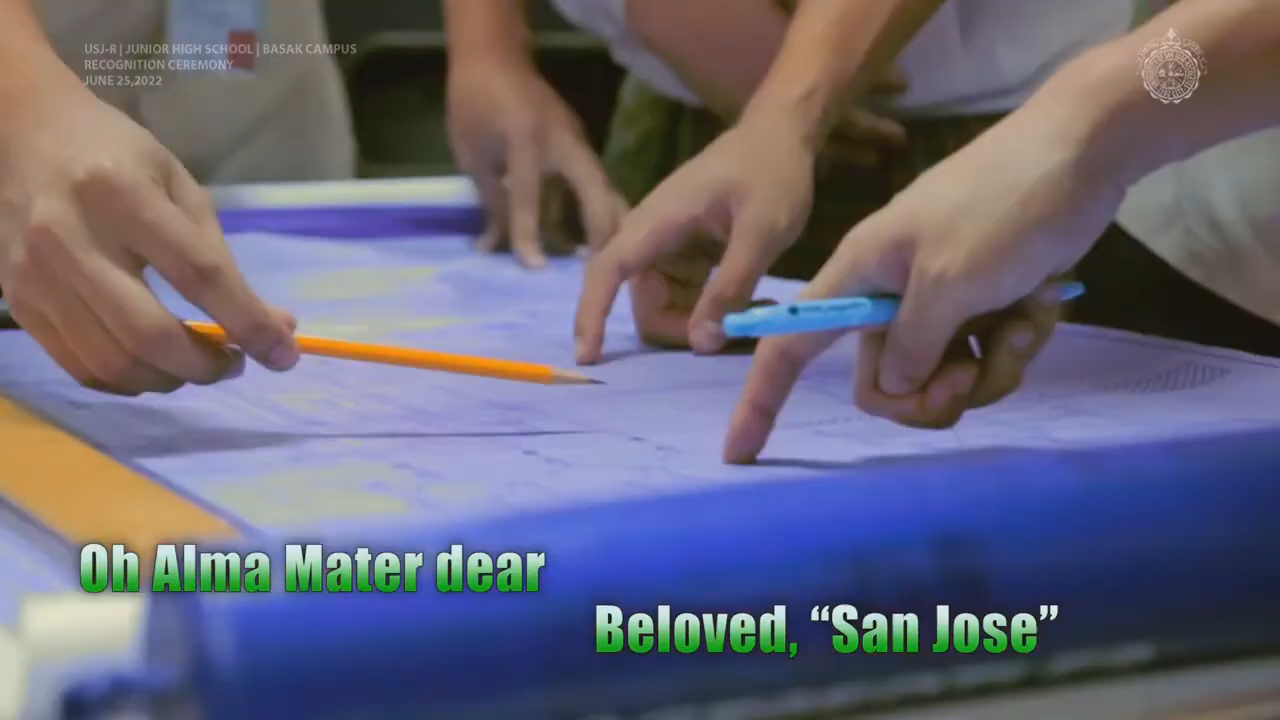 USJ-R | JUNIOR HIGH SCHOOL | BASAK CAMPUS
RECOGNITION CEREMONY
JUNE 25,2022
Oh Alma Mater dear
Beloved, “San Jose”